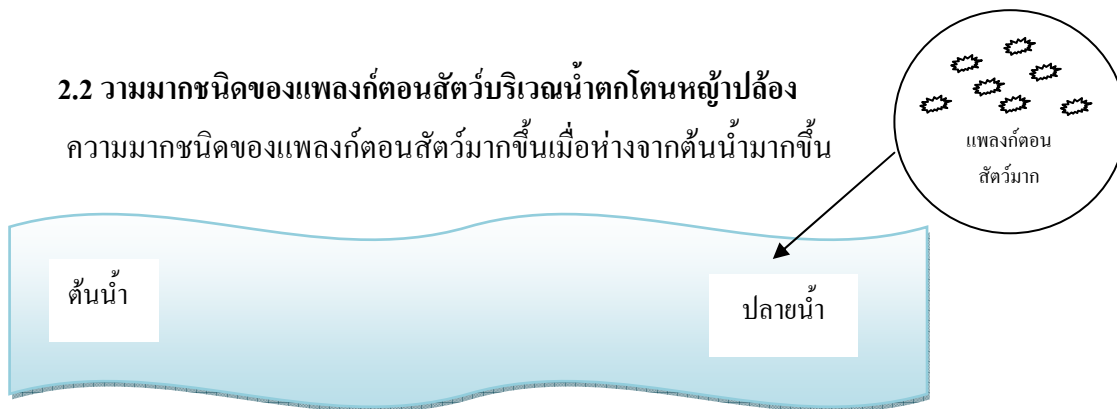 2.2 วามมากชนิดของแพลงก์ตอนสัตว์บริเวณน้ำตกโตนหญ้าปล้อง
ความมากชนิดของแพลงก์ตอนสัตว์มากขึ้นเมื่อห่างจากต้นน้ำมากขึ้น
แพลงก์ตอน
สัตว์มาก
ต้นน้ำ
ปลายน้ำ